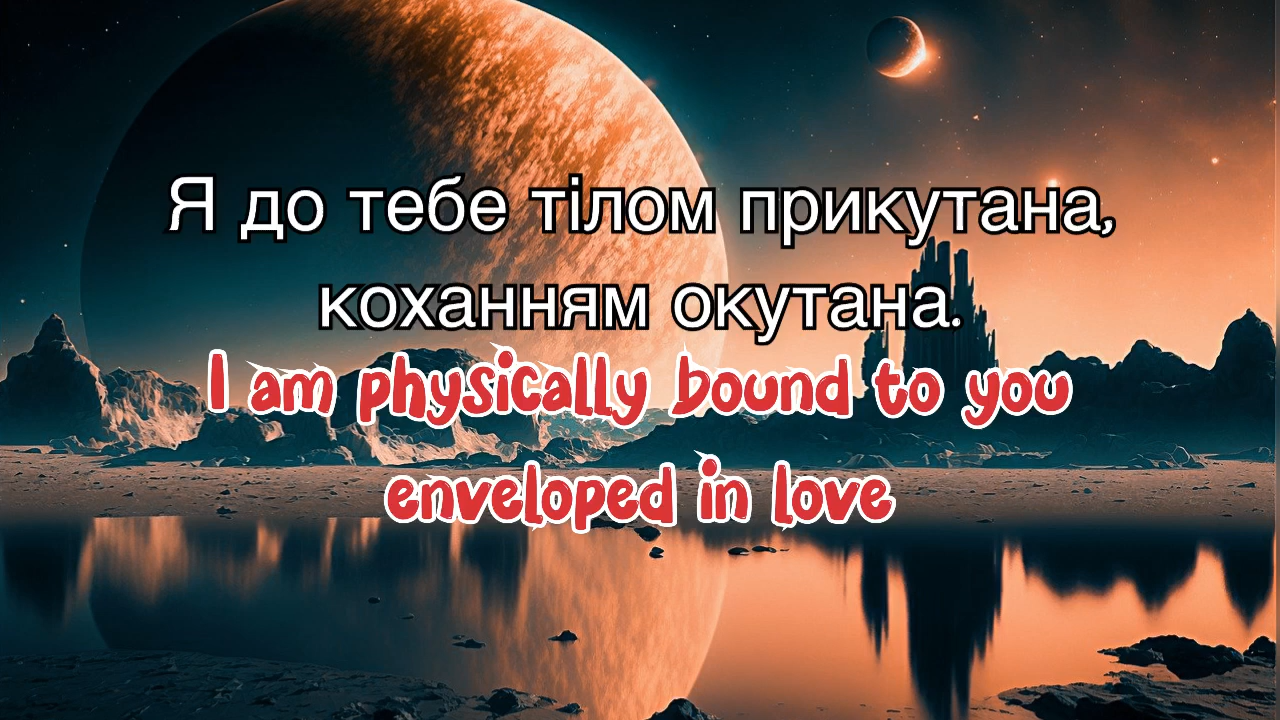 Я до тебе тілом прикутана,
коханням окутана.
I am physically bound to you
enveloped in love